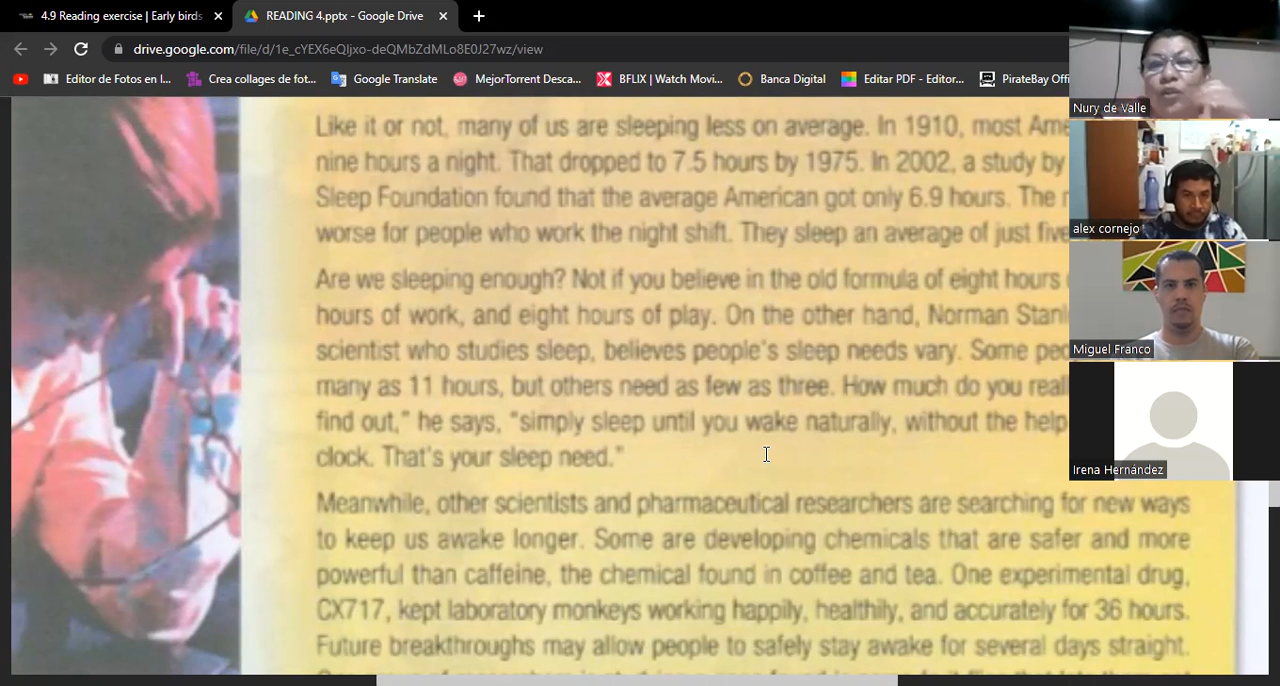 4.9 Reading exercise | Early birds
READING 4.pptx - Google Drive
drive.google.com/file/d/1e_cYEX6eQIjxo-deQMbZdMLo8E0J27wz/view
Editor de Fotos en l...
Crea collages de fot...
Google Translate
MejorTorrent Desca...
BFLIX | Watch Movi...
Banca Digital
Editar PDF - Editor...
PirateBay Offi
Like it or not, many of us are sleeping less on average. In 1910, most Ame
nine hours a night. That dropped to 7.5 hours by 1975. In 2002, a study by
Sleep Foundation found that the average American got only 6.9 hours. The
worse for people who work the night shift. They sleep an average of just five
Are we sleeping enough? Not if you believe in the old formula of eight hours
hours of work, and eight hours of play. On the other hand, Norman Stanl
scientist who studies sleep, believes people's sleep needs vary. Some peo
many as 11 hours, but others need as few as three. How much do you real
find out," he says, "simply sleep until you wake naturally, without the help
clock. That's your sleep need."
Meanwhile, other scientists and pharmaceutical researchers are searching for new ways
to keep us awake longer. Some are developing chemicals that are safer and more
powerful than caffeine, the chemical found in coffee and tea. One experimental drug,
CX717, kept laboratory monkeys working happily, healthily, and accurately for 36 hours.
Future breakthroughs may allow people to safely stay awake for several days straight.
Nury de Valle
alex cornejo
Miguel Franco
Irena Hernández